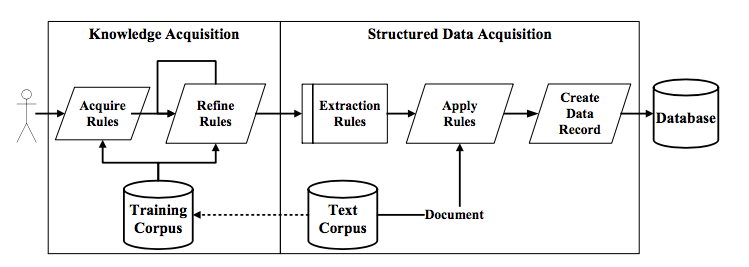 Knowledge Acquisition
Structured Data Acquisition
Acquire
Rules
Refine
Rules
Extraction
Rules
Apply
Rules
Create
Data
Record
Database
Training
Corpus
Text
Corpus
Document